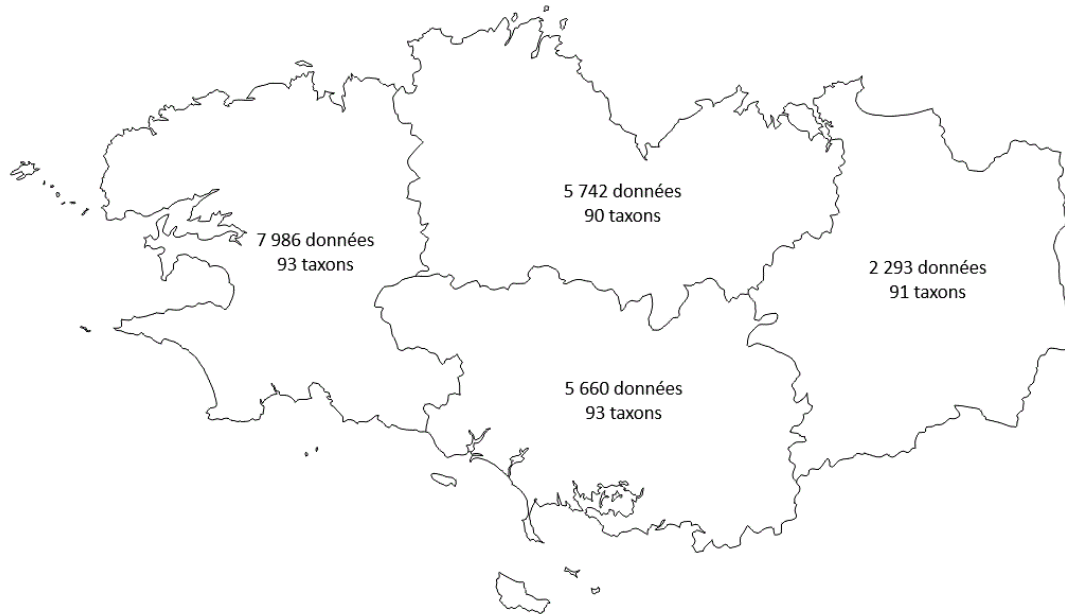 5 742 données
90 taxons
7 986 données
93 taxons
2 293 données
91 taxons
5 660 données
93 taxons